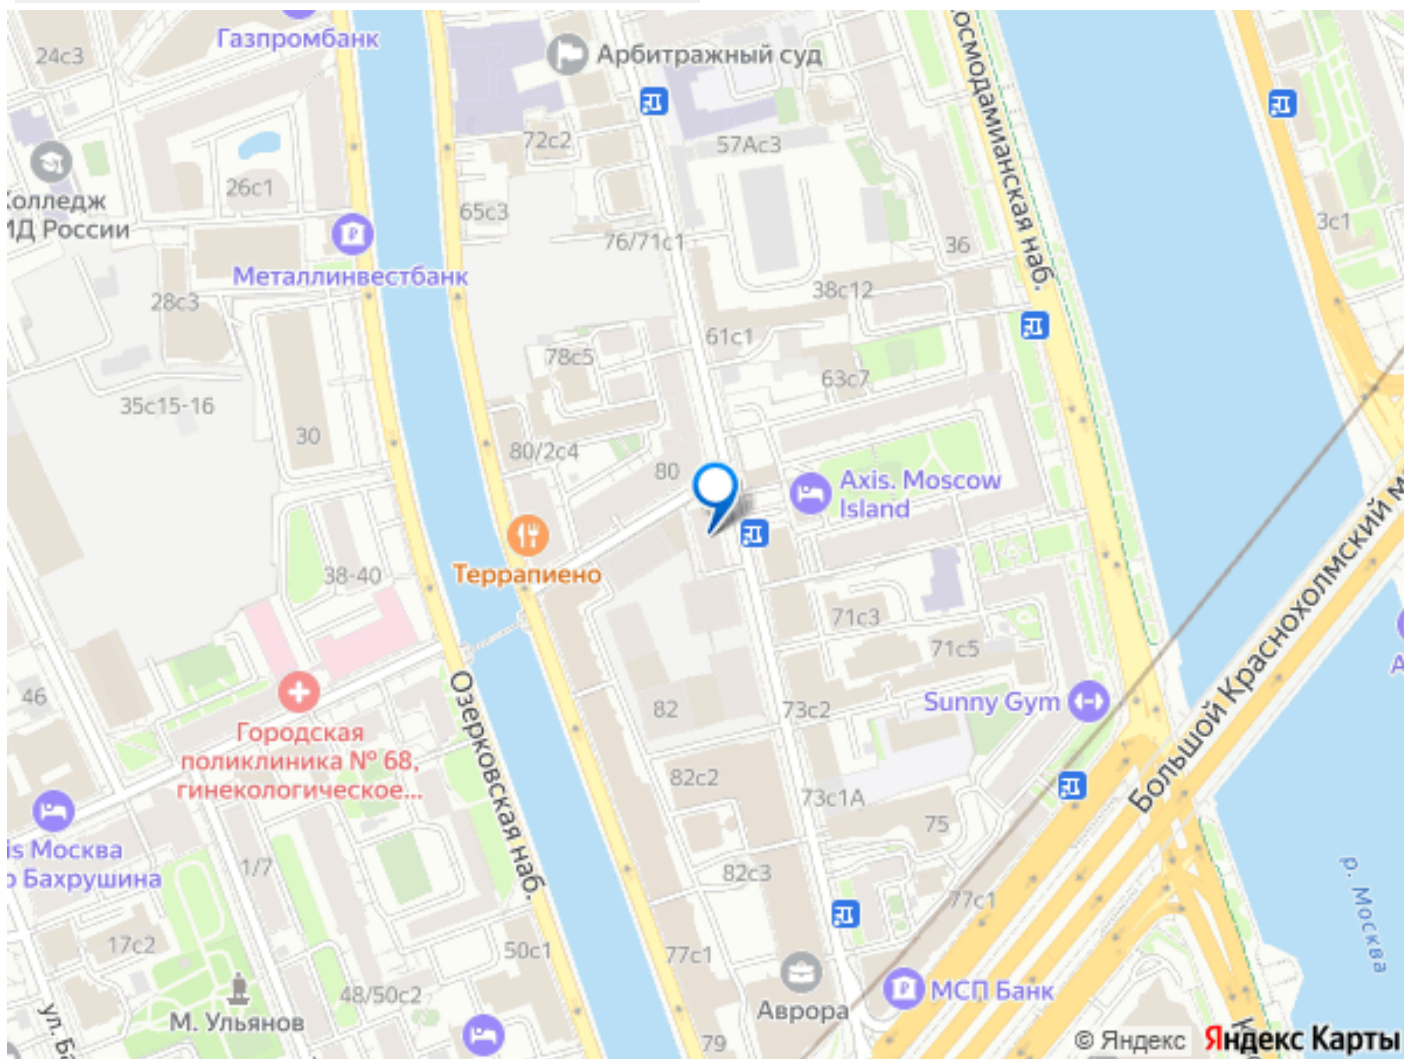 Газпромбанк
24с3
Арбитражный суд
Космодамианская наб.
72с2
57Ас3
26с1
Колледж
МИД России
65с3
3с1
76/71с1
36
Металлинвестбанк
28с3
38с12
61с1
78с5
63с7
35с15-16
30
80/2с4
80
Axis. Moscow
Island
Террапиено
38-40
71с3
71с5
46
Озерковская наб.
82
73с2
Sunny Gym
Большой Краснохолмский м
Городская
поликлиника № 68,
гинекологическое...
82с2
73с1А
75
is Москва
о Бахрушина
1/7
82с3
77с1
р. Москва
17с2
50с1
77с1
48/50с2
М. Ульянов
ул. Ба
Аврора
МСП Банк
79
© Яндекс Яндекс Карты